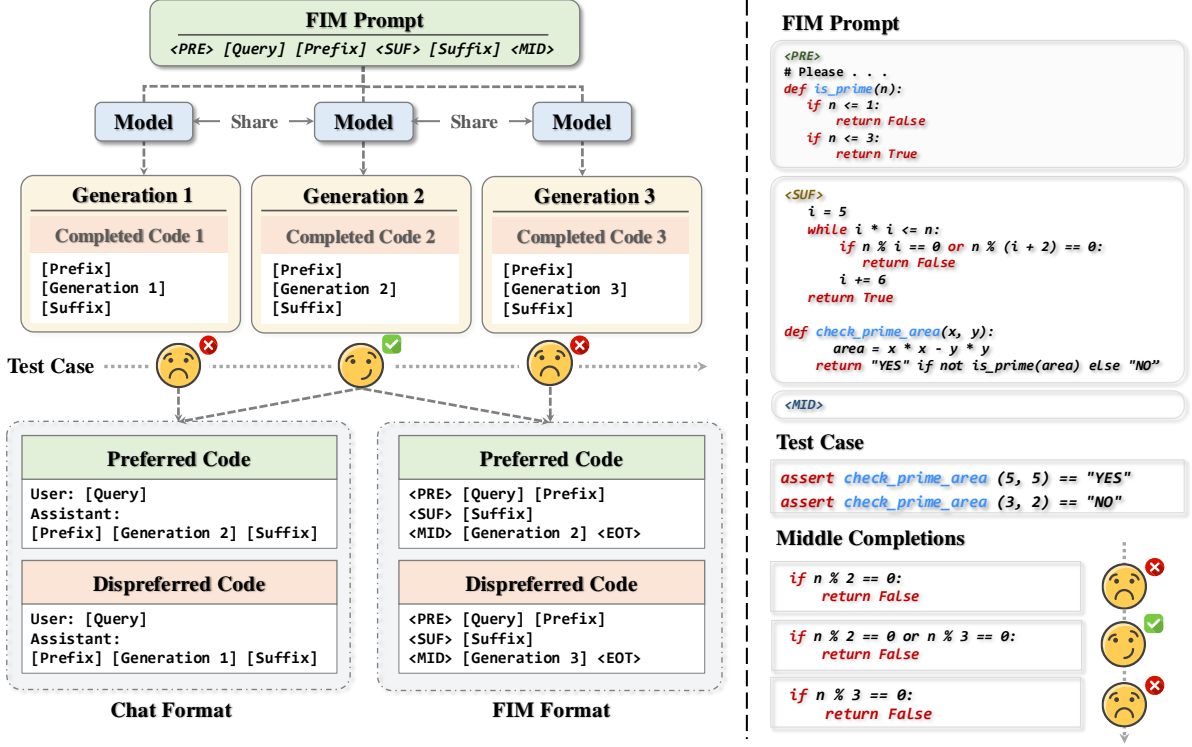 FIM Prompt
<PRE> [Query] [Prefix] <SUF> [Suffix] <MID>
Model
Share
Model
Share
Model
Generation 1
Completed Code 1
[Prefix]
[Generation 1]
[Suffix]
Generation 2
Completed Code 2
[Prefix]
[Generation 2]
[Suffix]
Generation 3
Completed Code 3
[Prefix]
[Generation 3]
[Suffix]
Test Case
Preferred Code
User: [Query]
Assistant:
[Prefix] [Generation 2] [Suffix]
Dispreferred Code
User: [Query]
Assistant:
[Prefix] [Generation 1] [Suffix]
Chat Format
Preferred Code
<PRE> [Query] [Prefix]
<SUF> [Suffix]
<MID> [Generation 2] <EOT>
Dispreferred Code
<PRE> [Query] [Prefix]
<SUF> [Suffix]
<MID> [Generation 3] <EOT>
FIM Format
FIM Prompt
<PRE>
# Please . . .
def is_prime(n):
if n <= 1:
return False
if n <= 3:
return True
<SUF>
i = 5
while i * i <= n:
if n % i == 0 or n % (i + 2) == 0:
return False
i += 6
return True
def check_prime_area(x, y):
area = x * x - y * y
return "YES" if not is_prime(area) else "NO”
<MID>
Test Case
assert check_prime_area (5, 5) == "YES"
assert check_prime_area (3, 2) == "NO"
Middle Completions
if n % 2 == 0:
return False
if n % 2 == 0 or n % 3 == 0:
return False
if n % 3 == 0:
return False